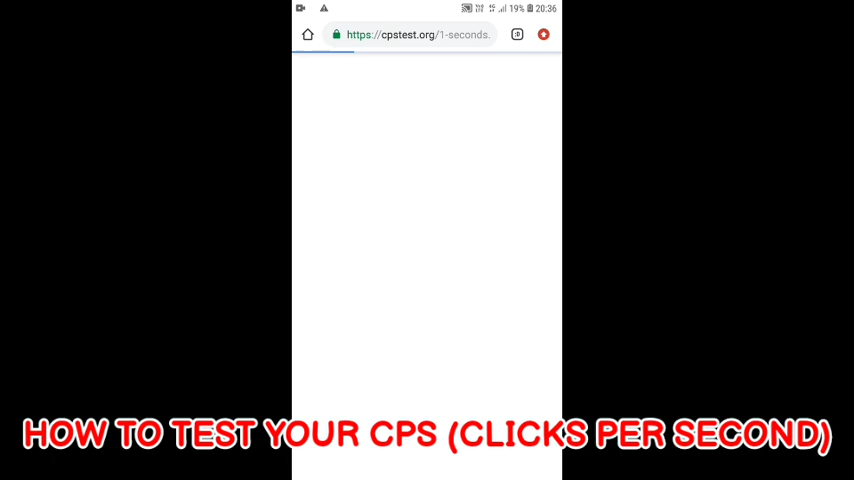 19% 20:36
https://cpstest.org/1-seconds.
:D
HOW TO TEST YOUR CPS (CLICKS PER SECOND)